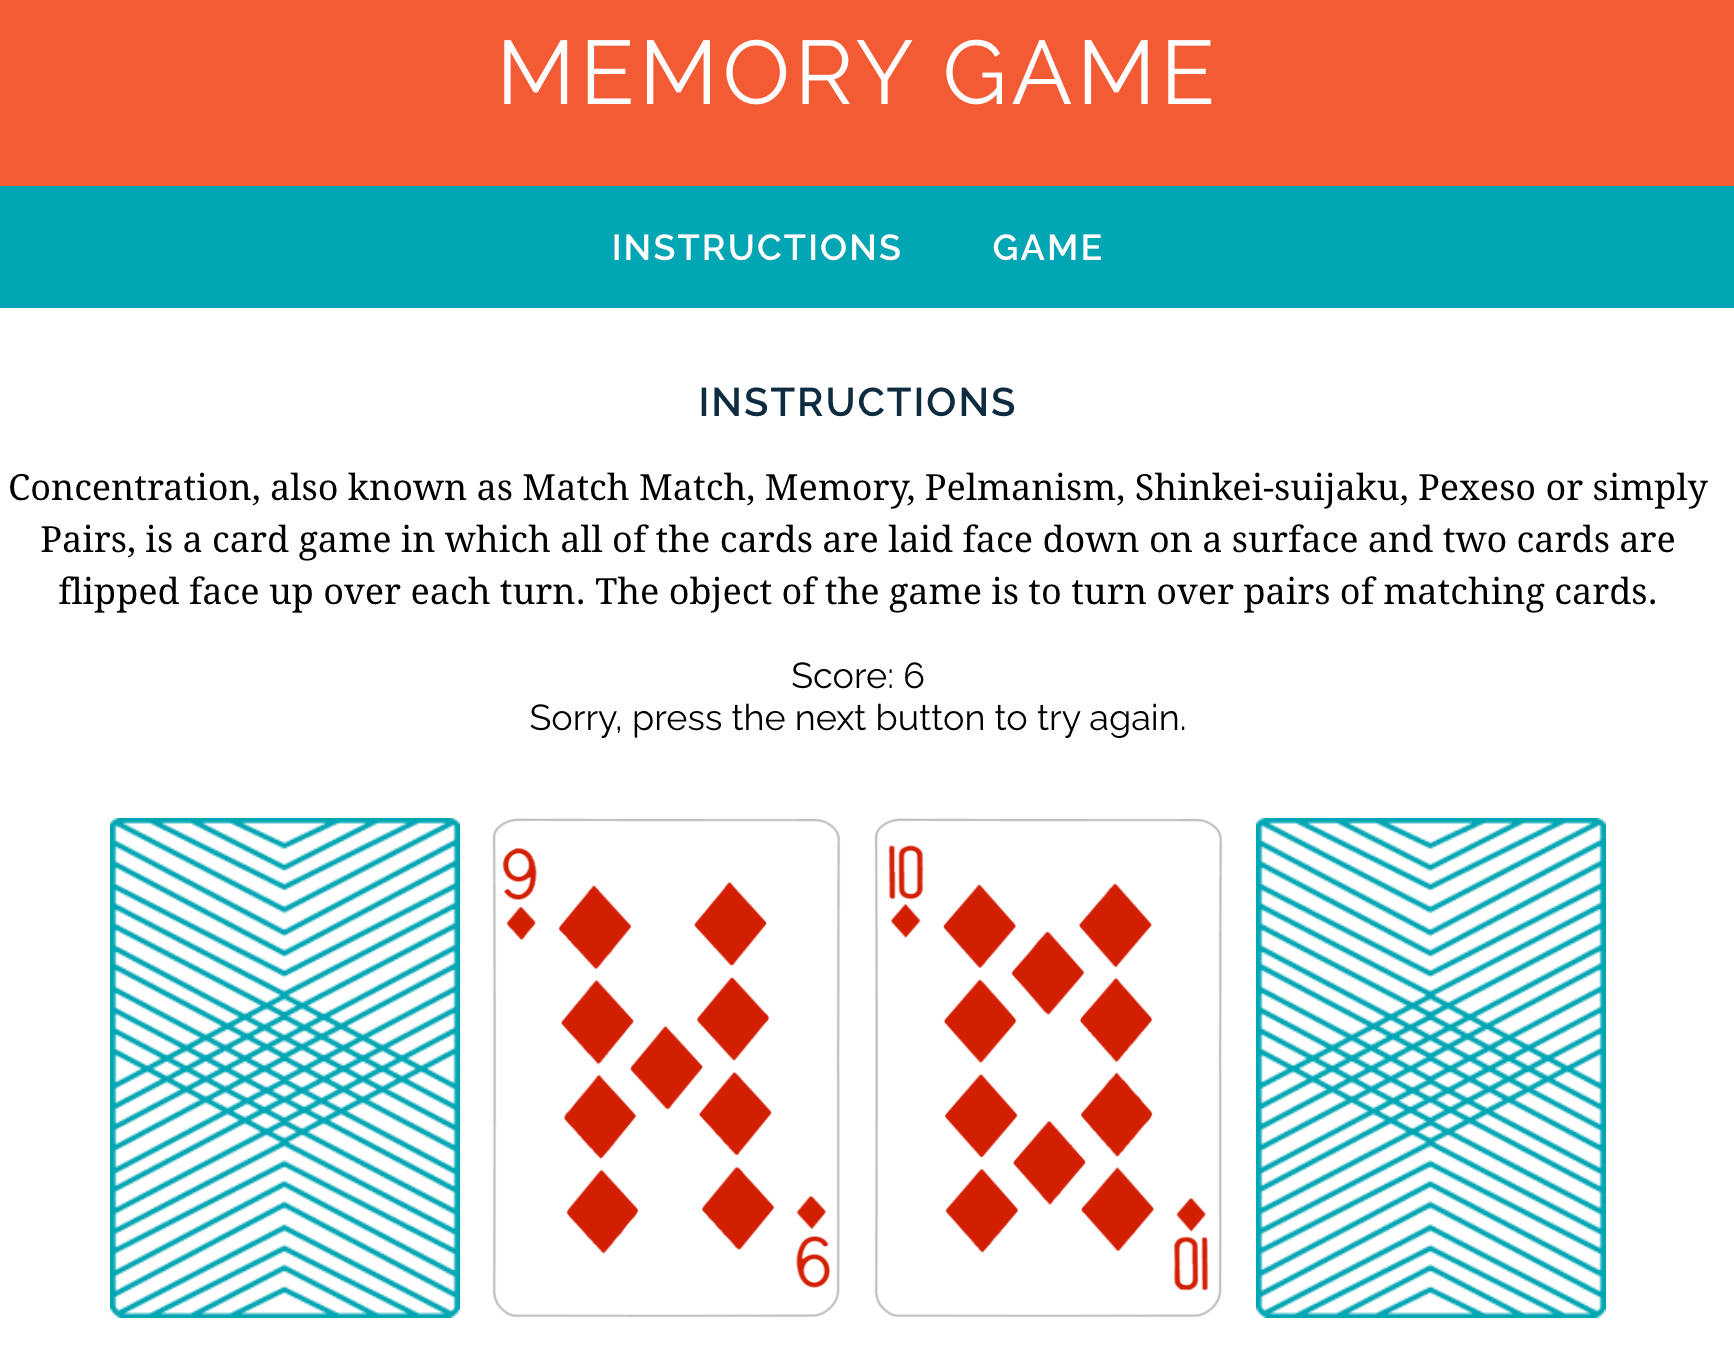 MEMORY GAME
INSTRUCTIONS GAME
INSTRUCTIONS
Concentration, also known as Match Match, Memory, Pelmanism, Shinkei-suijaku, Pexeso or simply
Pairs, is a card game in which all of the cards are laid face down on a surface and two cards are
flipped face up over each turn. The object of the game is to turn over pairs of matching cards.
Score: 6
Sorry, press the next button to try again.
9 10
9 10